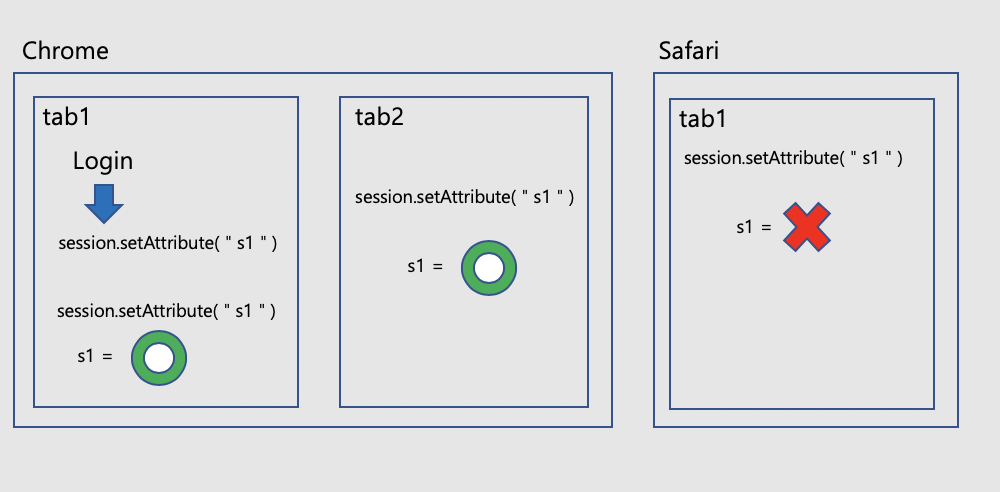 Chrome
tab1
Login
session.setAttribute( " s1 " )
session.setAttribute( " s1 " )
s1 =
tab2
session.setAttribute( " s1 " )
s1 =
Safari
tab1
session.setAttribute( " s1 " )
s1 =